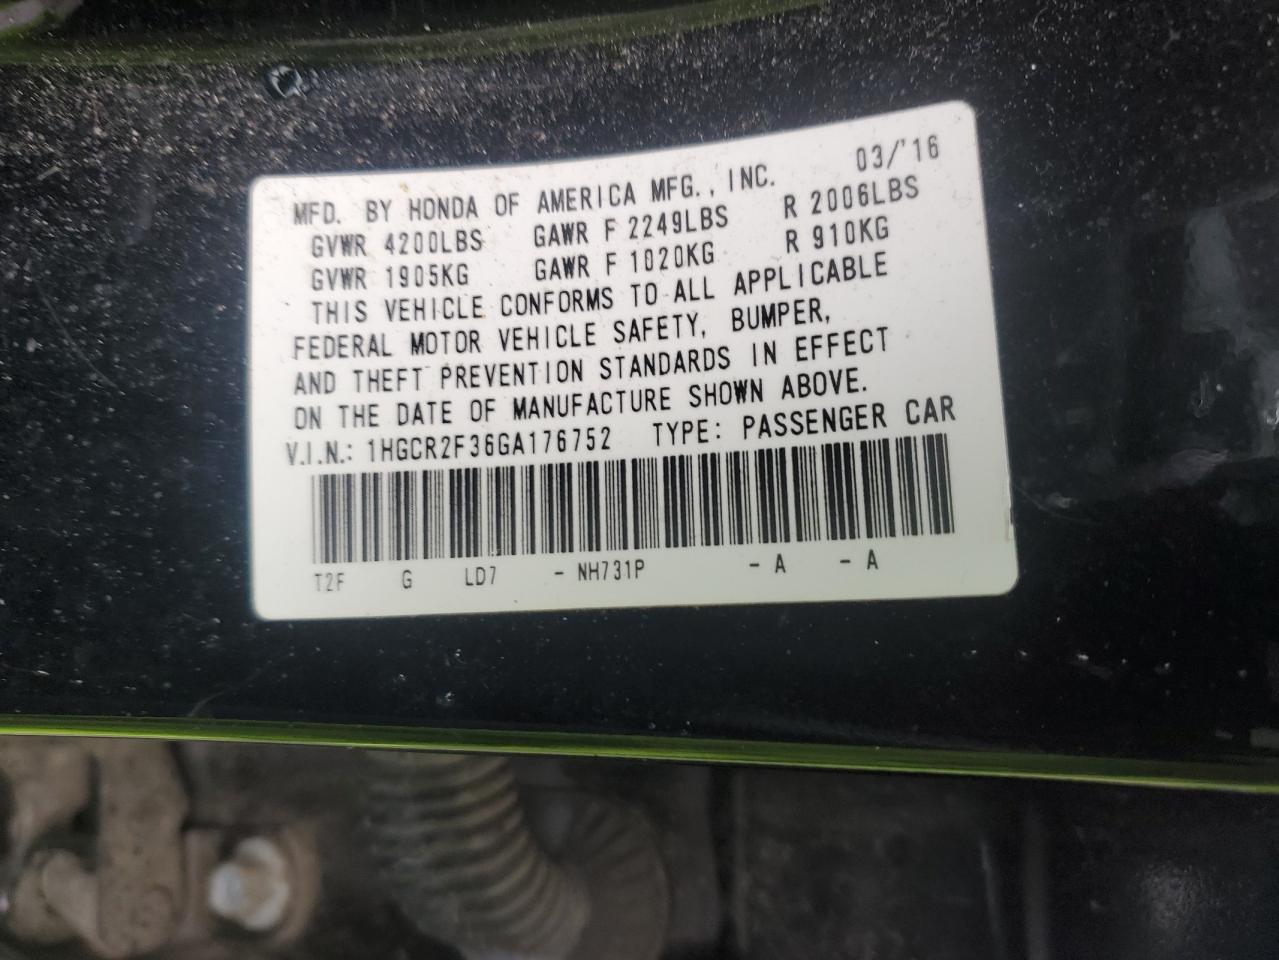 MFD. BY HONDA OF AMERICA MFG., INC. 03/'16
GVWR 4200LBS GAWR F 2249LBS R 2006LBS
GVWR 1905KG GAWR F 1020KG R 910KG
THIS VEHICLE CONFORMS TO ALL APPLICABLE
FEDERAL MOTOR VEHICLE SAFETY, BUMPER,
AND THEFT PREVENTION STANDARDS IN EFFECT
ON THE DATE OF MANUFACTURE SHOWN ABOVE.
V.I.N.: 1HGCR2F36GA176752 TYPE: PASSENGER CAR
T2F G LD7 - NH731P - A - A